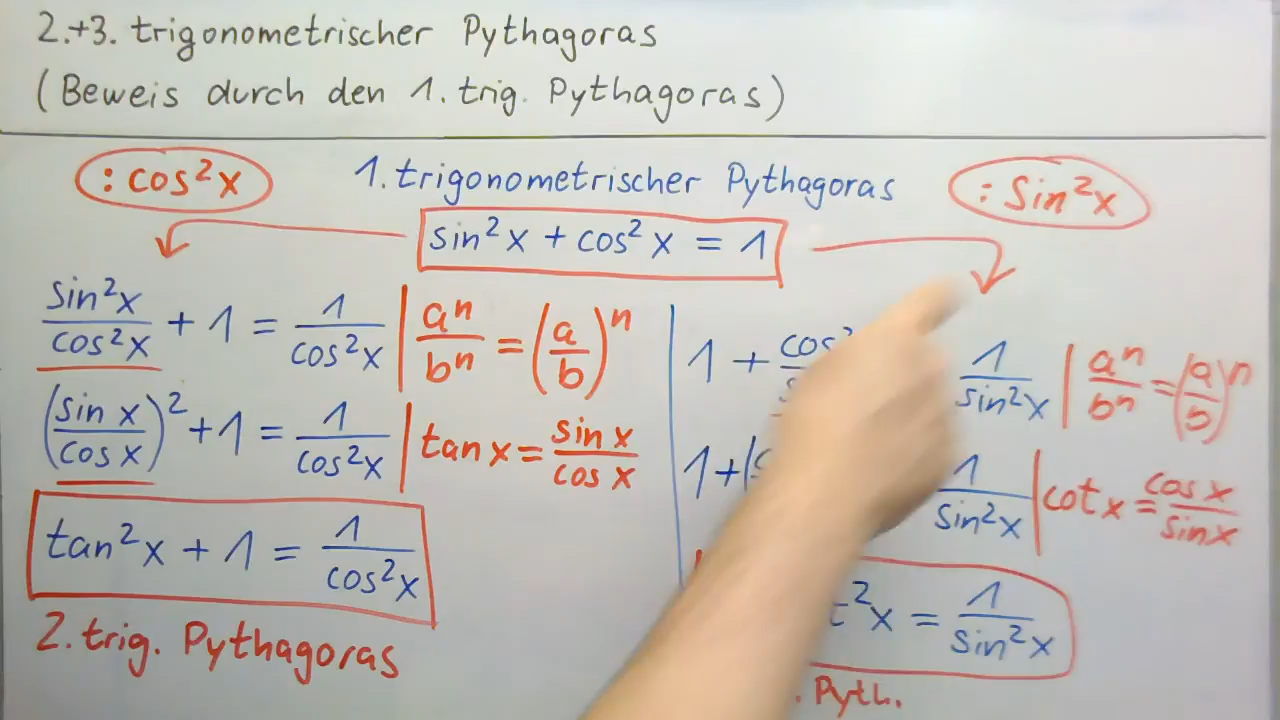 2.+3. trigonometrischer Pythagoras
(Beweis durch den 1. trig. Pythagoras)
: cos²x
1. trigonometrischer Pythagoras
: Sin²x
sin²x + cos²x = 1
sin²x/cos²x + 1 = 1/cos²x | aⁿ/bⁿ = (a/b)ⁿ
(sin x/cos x)² + 1 = 1/cos²x | tan x = sin x/cos x
tan²x + 1 = 1/cos²x
2. trig. Pythagoras
1 + cos² 1/sin²x | aⁿ/bⁿ = (a/b)ⁿ
1 + ( 1/sin²x | cot x = cos x/sin x
²x = 1/sin²x
. Pyth.